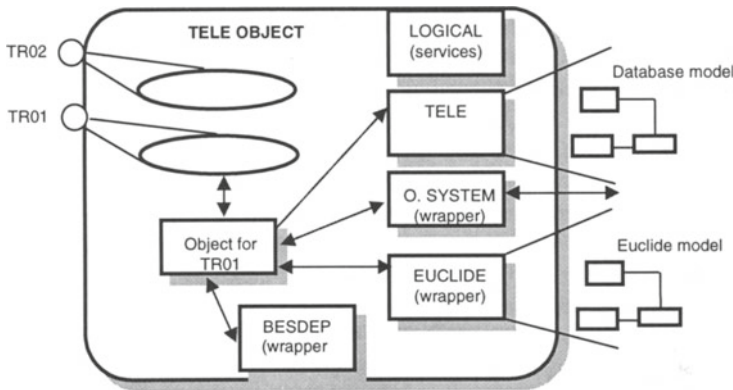 TELE OBJECT
LOGICAL
(services)
TR02
Database model
TR01
TELE
O. SYSTEM
(wrapper)
Object for
TR01
Euclide model
EUCLIDE
(wrapper)
BESDEP
(wrapper